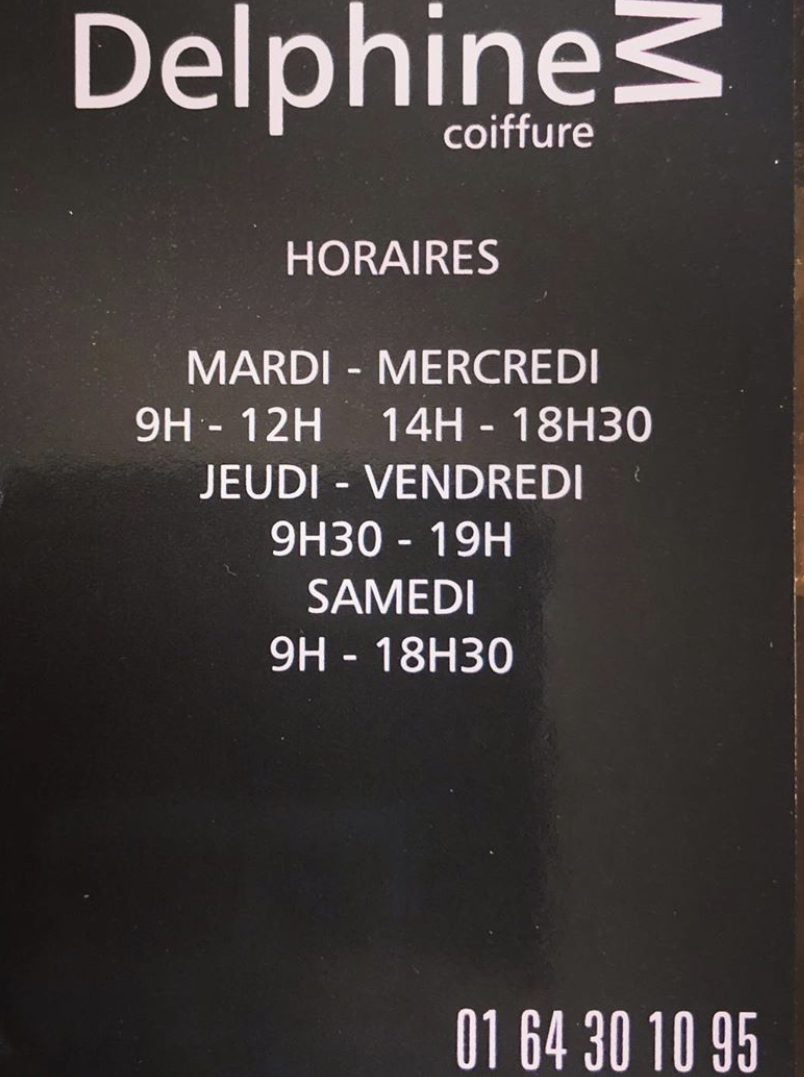 Delphine M
coiffure
HORAIRES
MARDI - MERCREDI
9H - 12H 14H - 18H30
JEUDI - VENDREDI
9H30 - 19H
SAMEDI
9H - 18H30
01 64 30 10 95